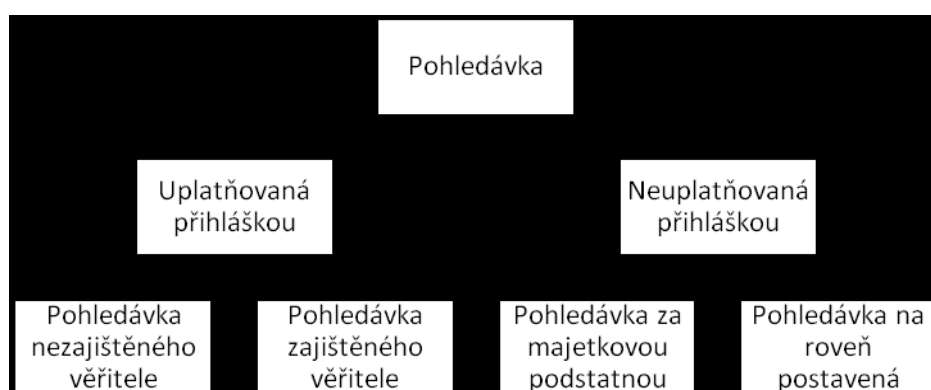 Pohledávka
Uplatňovaná
přihláškou
Neuplatňovaná
přihláškou
Pohledávka
nezajištěného
věřitele
Pohledávka
zajištěného
věřitele
Pohledávka za
majetkovou
podstatnou
Pohledávka na
roveň
postavená